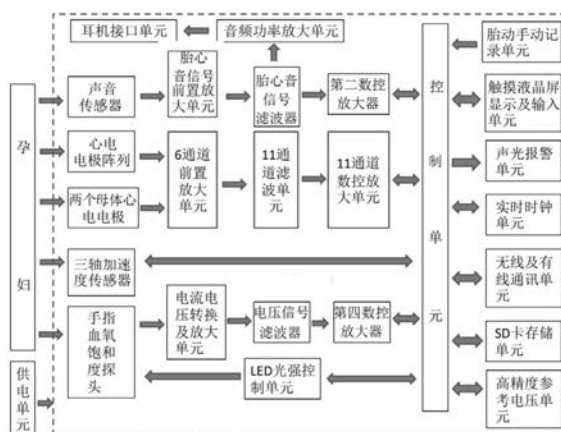 耳机接口单元
音频功率放大单元
胎动手动记
录单元
声音
传感器
胎心
音信号
前置放
大单元
胎心音
信号
滤波器
第二数控
放大器
触摸液晶屏
显示及输入
单元
孕
妇
心电
电极阵列
6通道
前置
放大
单元
11通
道滤
波单
元
11通道
数控放
大单元
控
制
单
元
声光报警
单元
两个母体心
电电极
实时时钟
单元
三轴加速
度传感器
无线及有
线通讯单
元
手指
血氧
饱和
度探
头
电流电
压转换
及放大
单元
电压信号
滤波器
第四数控
放大器
SD卡存储
单元
LED光强控
制单元
供
电
单
元
高精度参
考电压单
元